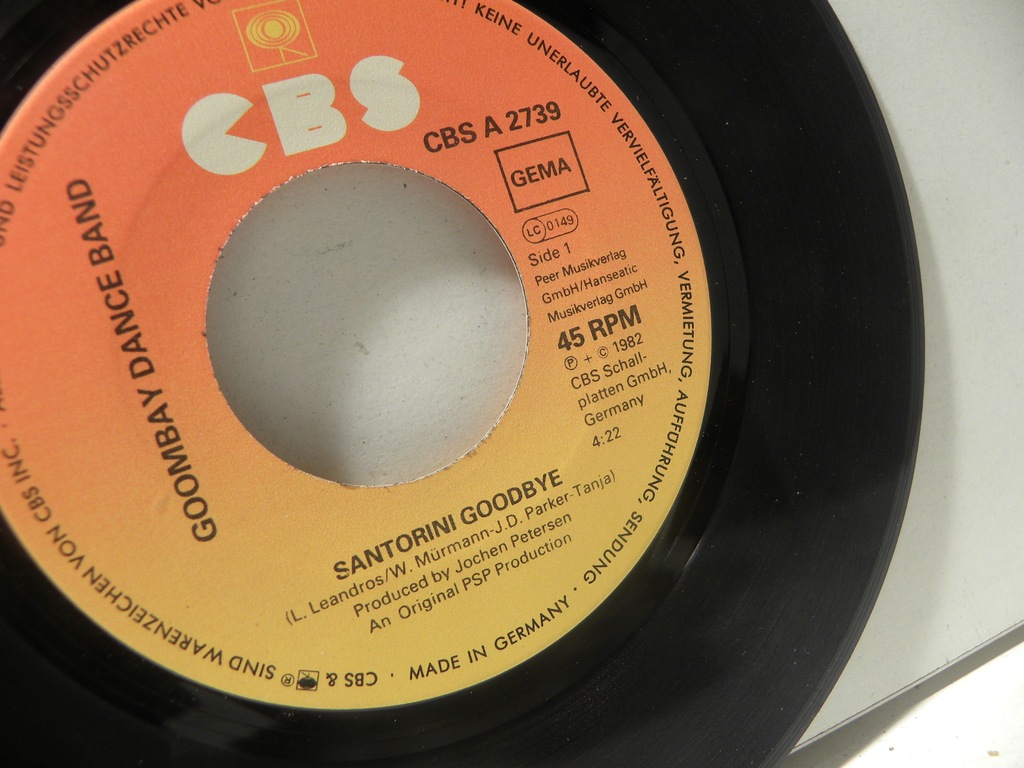 CBS
CBS A 2739
GEMA
LC 0149
Side 1
Peer Musikverlag
GmbH/Hanseatic
Musikverlag GmbH
45 RPM
℗ + © 1982
CBS Schall-
platten GmbH,
Germany
4:22
GOOMBAY DANCE BAND
SANTORINI GOODBYE
(L. Leandros/W. Mürmann-J.D. Parker-Tanja)
Produced by Jochen Petersen
An Original PSP Production
UND LEISTUNGSSCHUTZRECHTE
KEINE UNERLAUBTE VERVIELFÄLTIGUNG, VERMIETUNG, AUFFÜHRUNG, SENDUNG
· MADE IN GERMANY ·
CBS & ® SIND WARENZEICHEN VON CBS INC.